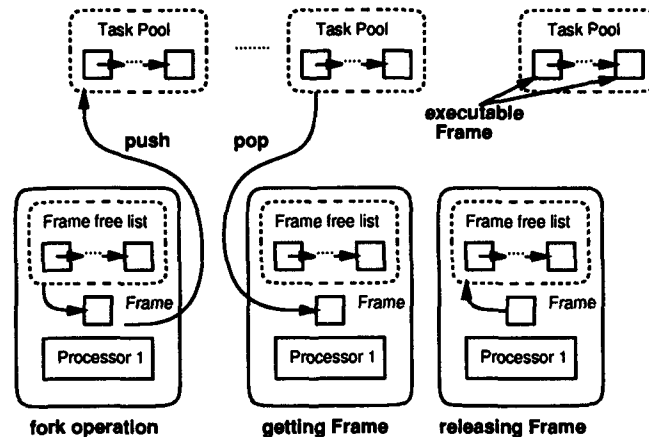 Task Pool
Task Pool
Task Pool
executable
Frame
push
pop
Frame free list
Frame free list
Frame free list
Frame
Frame
Frame
Processor 1
Processor 1
Processor 1
fork operation
getting Frame
releasing Frame